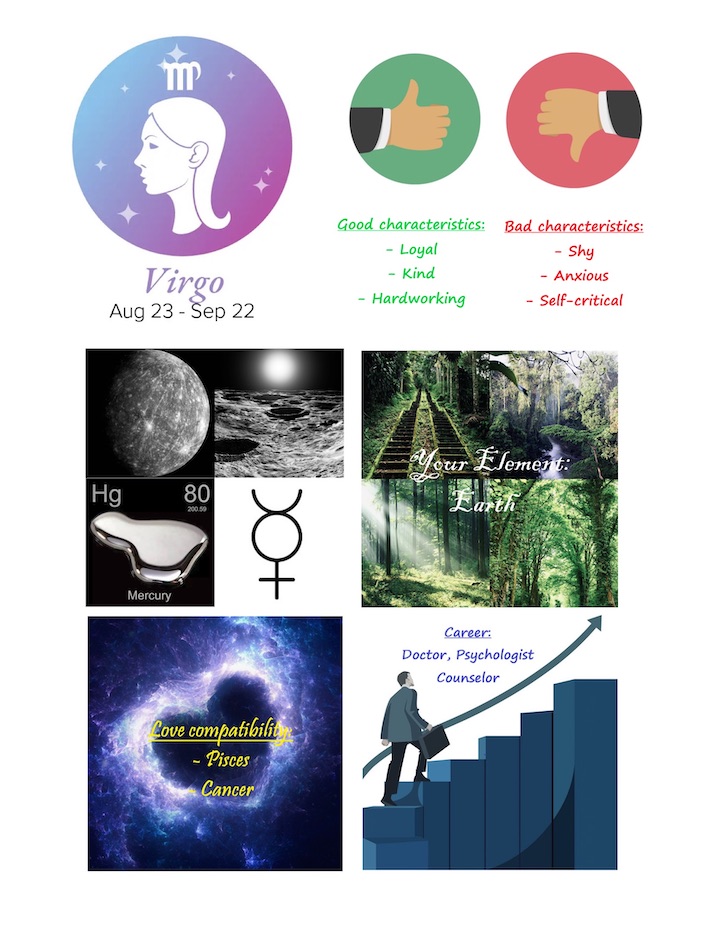 Virgo
Aug 23 - Sep 22
Good characteristics:
- Loyal
- Kind
- Hardworking
Bad characteristics:
- Shy
- Anxious
- Self-critical
Hg 80
200.59
Mercury
Your Element:
Earth
Love compatibility:
~ Pisces
~ Cancer
Career:
Doctor, Psychologist
Counselor